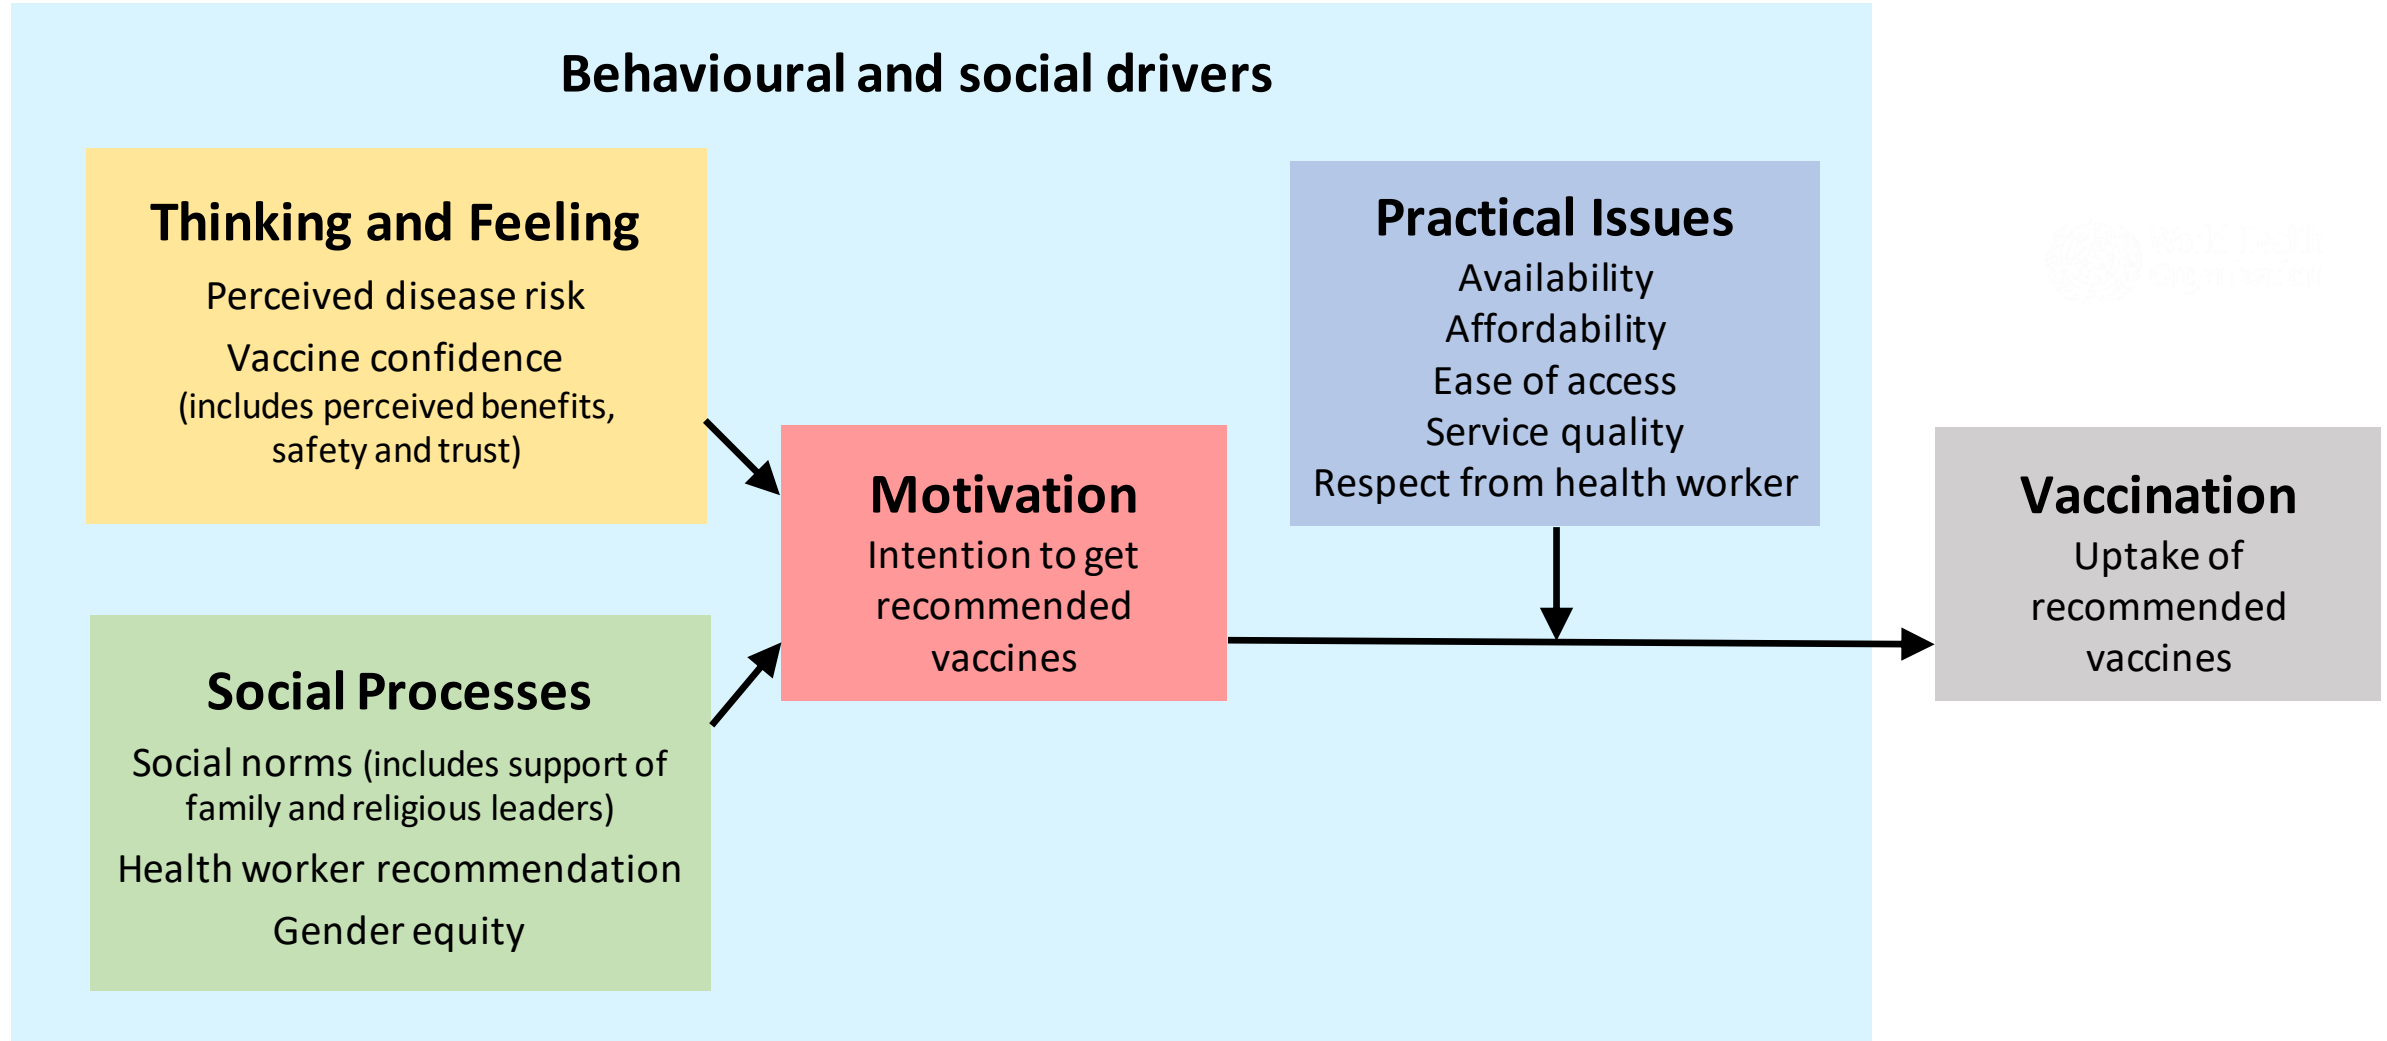 Behavioural and social drivers
Thinking and Feeling
Perceived disease risk
Vaccine confidence
(includes perceived benefits,
safety and trust)
Social Processes
Social norms (includes support of
family and religious leaders)
Health worker recommendation
Gender equity
Motivation
Intention to get
recommended
vaccines
Practical Issues
Availability
Affordability
Ease of access
Service quality
Respect from health worker
Vaccination
Uptake of
recommended
vaccines